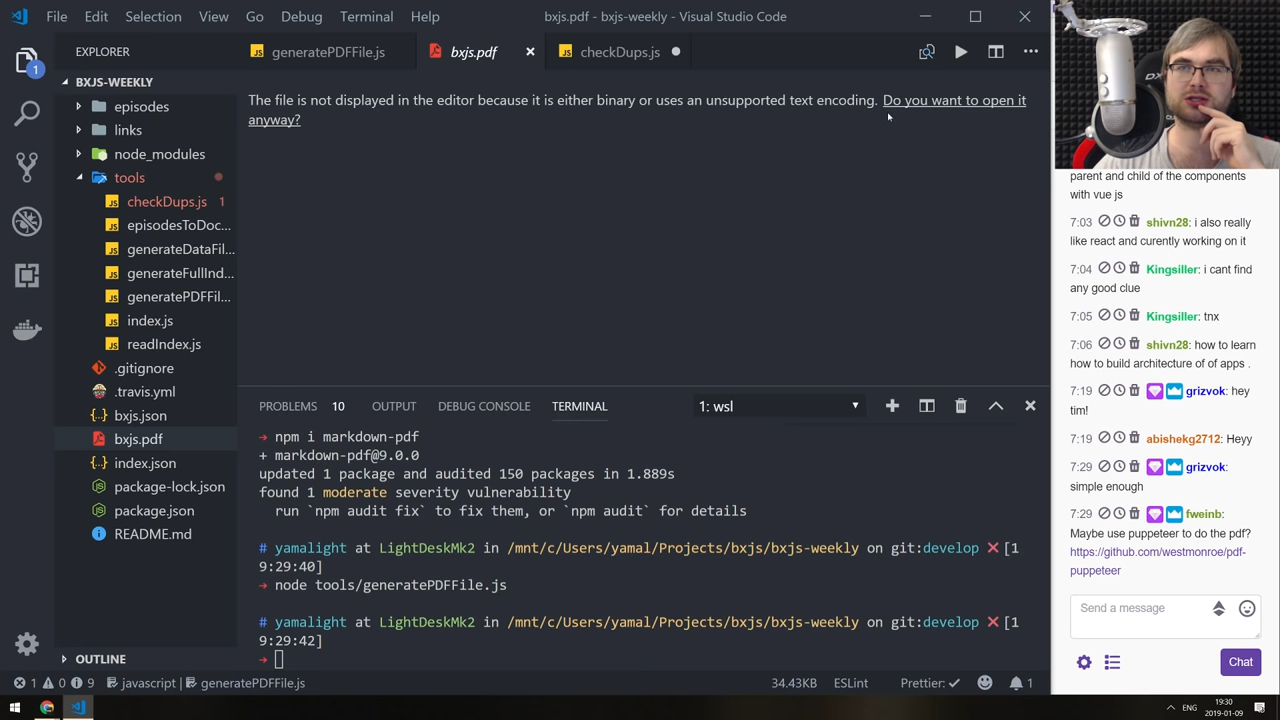 File Edit Selection View Go Debug Terminal Help
bxjs.pdf - bxjs-weekly - Visual Studio Code
EXPLORER
generatePDFFile.js
bxjs.pdf
checkDups.js
1
BXJS-WEEKLY
episodes
links
node_modules
tools
checkDups.js 1
episodesToDoc...
generateDataFil...
generateFullInd...
generatePDFFil...
index.js
readIndex.js
.gitignore
.travis.yml
bxjs.json
bxjs.pdf
index.json
package-lock.json
package.json
README.md
OUTLINE
The file is not displayed in the editor because it is either binary or uses an unsupported text encoding. Do you want to open it
anyway?
PROBLEMS 10 OUTPUT DEBUG CONSOLE TERMINAL 1: wsl
➜ npm i markdown-pdf
+ markdown-pdf@9.0.0
updated 1 package and audited 150 packages in 1.889s
found 1 moderate severity vulnerability
run `npm audit fix` to fix them, or `npm audit` for details
# yamalight at LightDeskMk2 in /mnt/c/Users/yamal/Projects/bxjs/bxjs-weekly on git:develop ✕ [1
9:29:40]
➜ node tools/generatePDFFile.js
# yamalight at LightDeskMk2 in /mnt/c/Users/yamal/Projects/bxjs/bxjs-weekly on git:develop ✕ [1
9:29:42]
➜
1 0 9 javascript | generatePDFFile.js 34.43KB ESLint Prettier: ✓ 1
parent and child of the components
with vue js
7:03 shivn28: i also really
like react and curently working on it
7:04 Kingsiller: i cant find
any good clue
7:05 Kingsiller: tnx
7:06 shivn28: how to learn
how to build architecture of of apps .
7:19 grizvok: hey
tim!
7:19 abishekg2712: Heyy
7:29 grizvok:
simple enough
7:29 fweinb:
Maybe use puppeteer to do the pdf?
https://github.com/westmonroe/pdf-
puppeteer
Send a message
Chat
ENG
19:30
2019-01-09